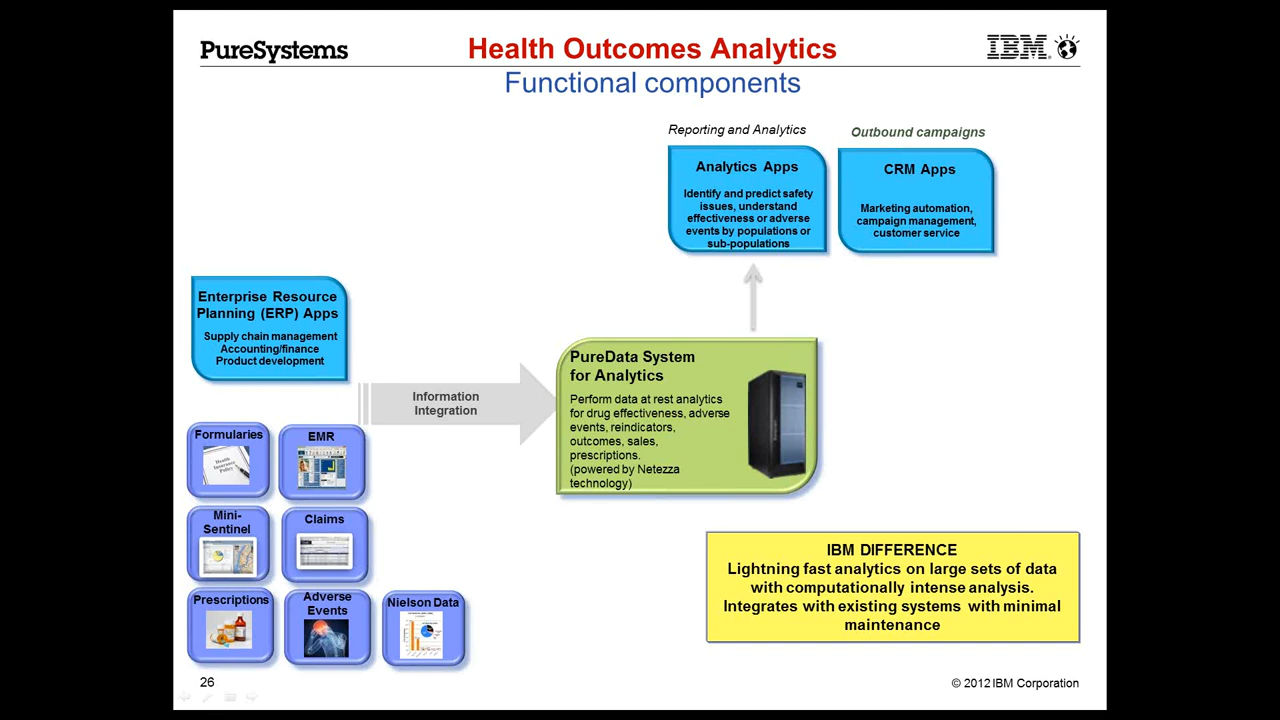 PureSystems
Health Outcomes Analytics
IBM
Functional components
Reporting and Analytics
Outbound campaigns
Analytics Apps
Identify and predict safety
issues, understand
effectiveness or adverse
events by populations or
sub-populations
CRM Apps
Marketing automation,
campaign management,
customer service
Enterprise Resource
Planning (ERP) Apps
Supply chain management
Accounting/finance
Product development
Information
Integration
PureData System
for Analytics
Perform data at rest analytics
for drug effectiveness, adverse
events, reindicators,
outcomes, sales,
prescriptions.
(powered by Netezza
technology)
Formularies
Health
Insurance
Policy
EMR
Mini-
Sentinel
Claims
Prescriptions
Adverse
Events
Nielson Data
IBM DIFFERENCE
Lightning fast analytics on large sets of data
with computationally intense analysis.
Integrates with existing systems with minimal
maintenance
26
© 2012 IBM Corporation